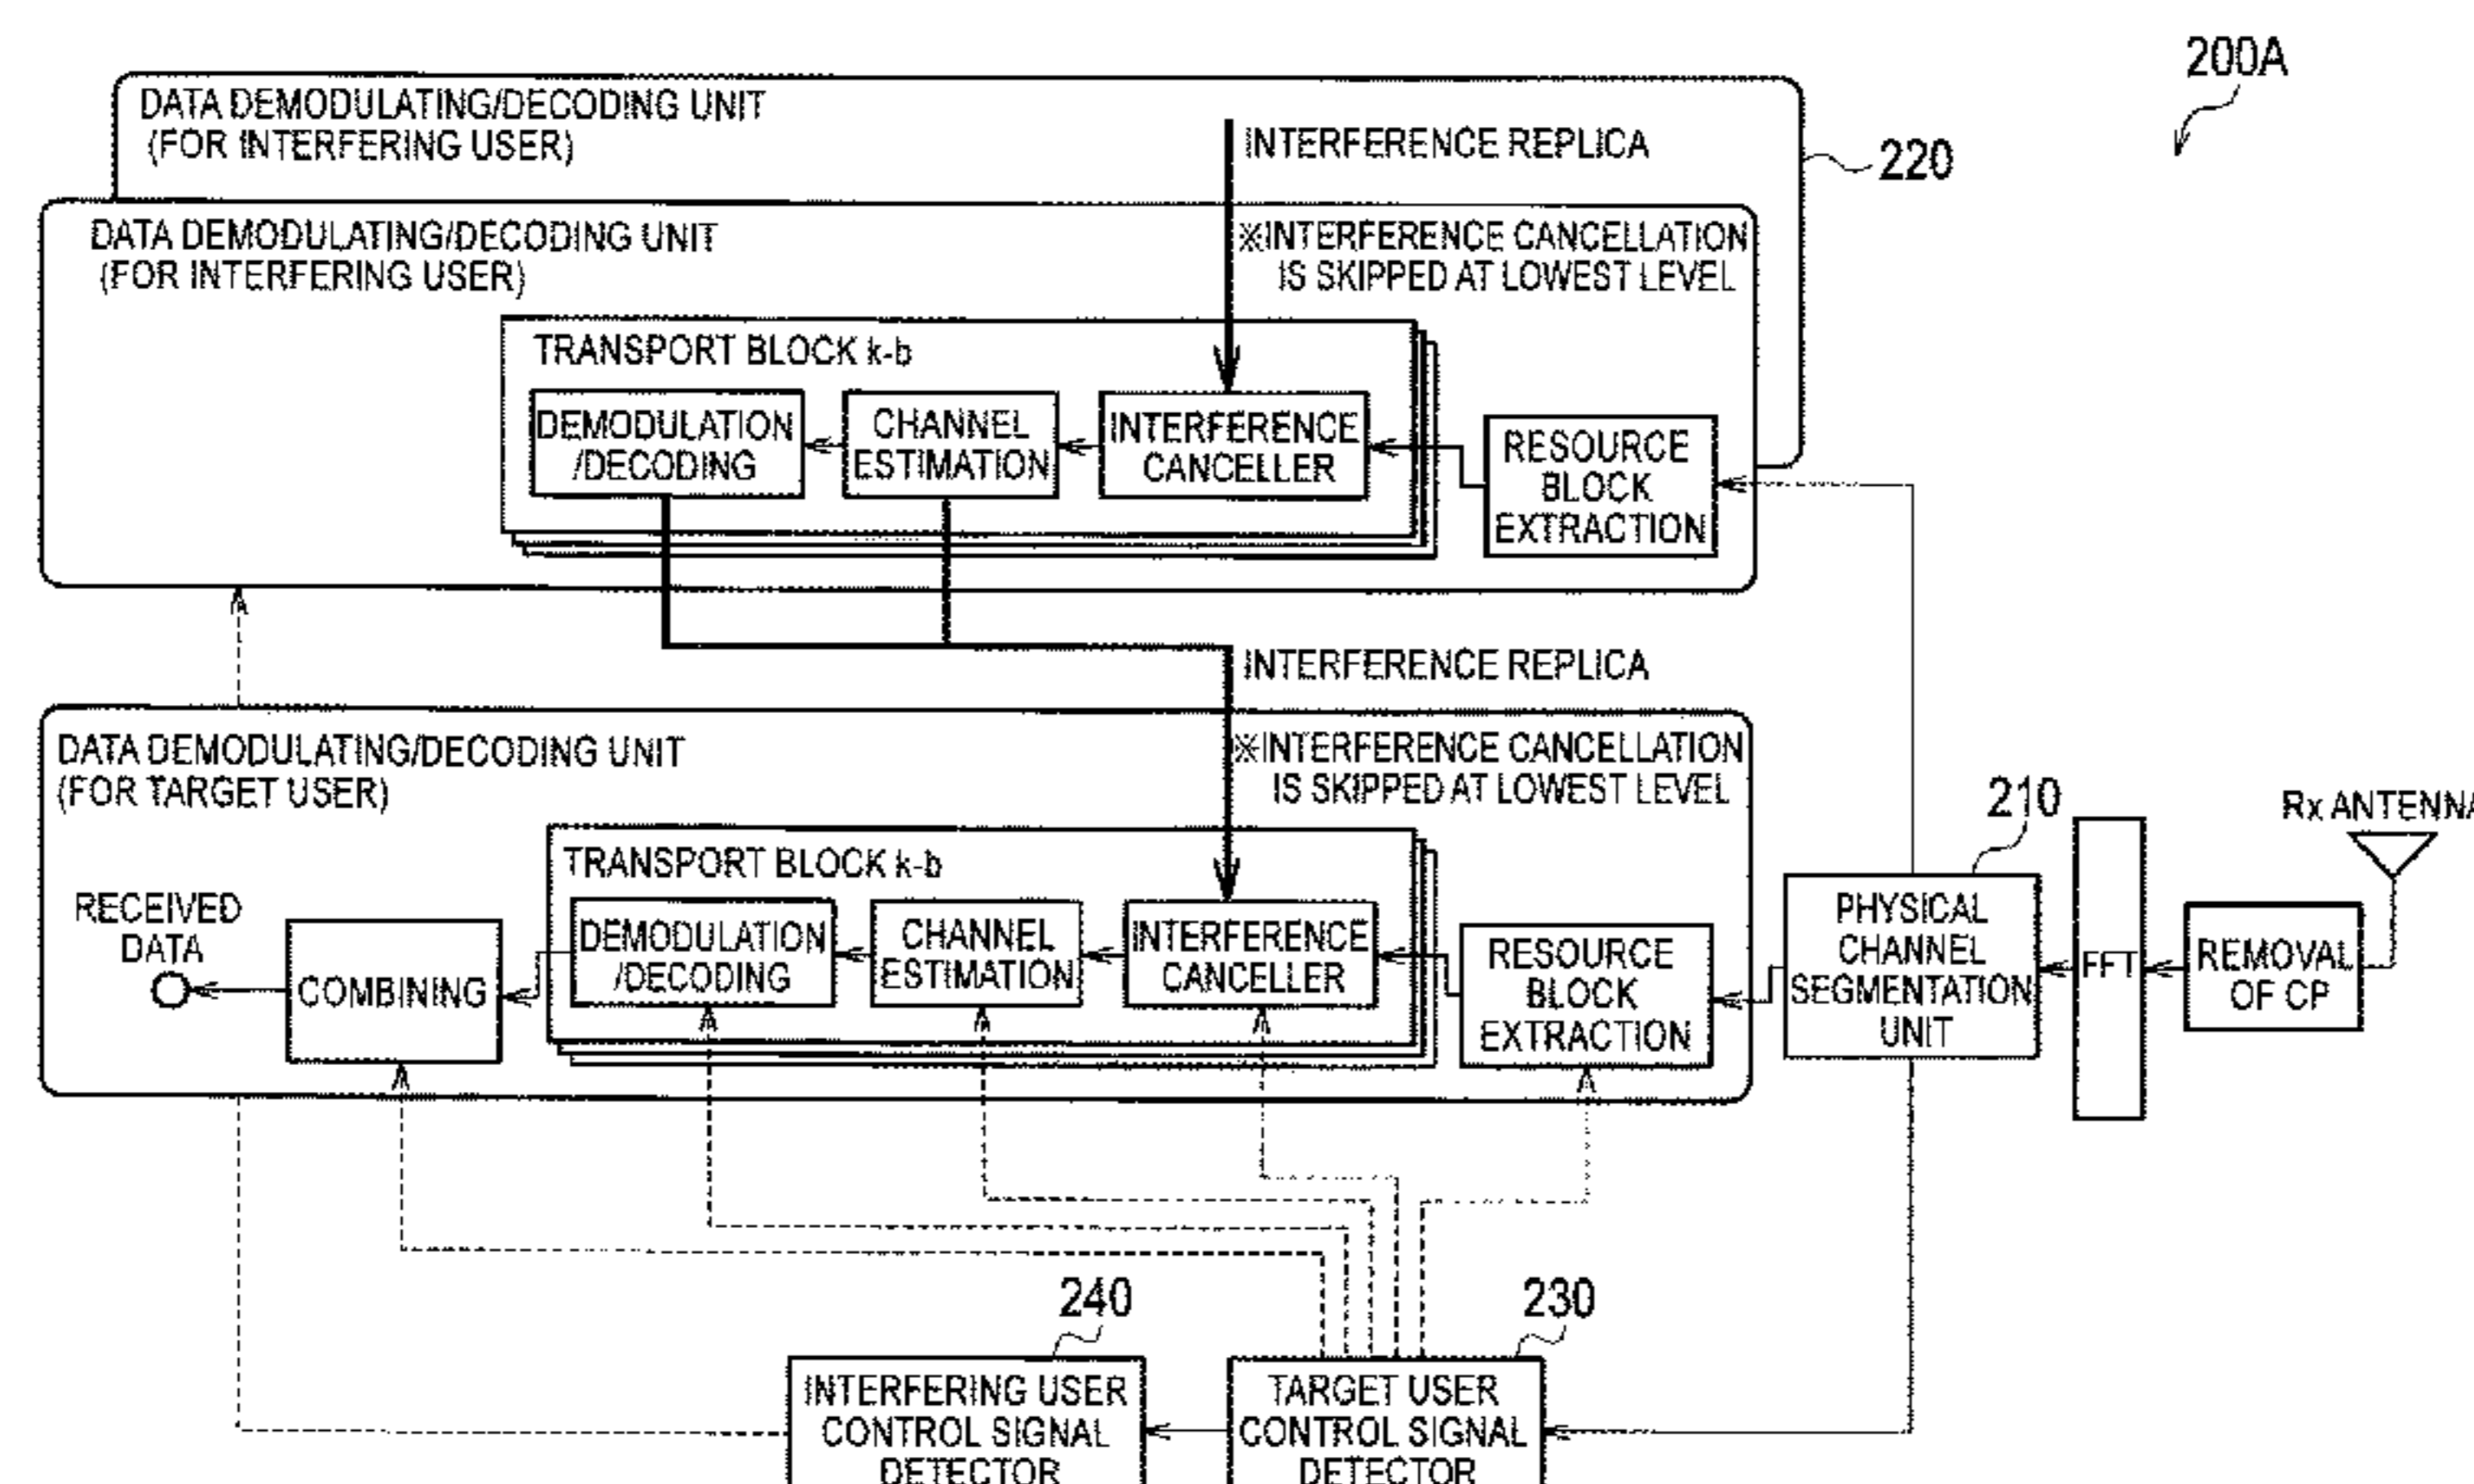 200A
DATA DEMODULATING/DECODING UNIT
(FOR INTERFERING USER)
INTERFERENCE REPLICA
220
DATA DEMODULATING/DECODING UNIT
(FOR INTERFERING USER)
※INTERFERENCE CANCELLATION
IS SKIPPED AT LOWEST LEVEL
TRANSPORT BLOCK k-b
DEMODULATION
/DECODING
CHANNEL
ESTIMATION
INTERFERENCE
CANCELLER
RESOURCE
BLOCK
EXTRACTION
INTERFERENCE REPLICA
DATA DEMODULATING/DECODING UNIT
(FOR TARGET USER)
※INTERFERENCE CANCELLATION
IS SKIPPED AT LOWEST LEVEL
TRANSPORT BLOCK k-b
RECEIVED
DATA
COMBINING
DEMODULATION
/DECODING
CHANNEL
ESTIMATION
INTERFERENCE
CANCELLER
RESOURCE
BLOCK
EXTRACTION
210
PHYSICAL
CHANNEL
SEGMENTATION
UNIT
FFT
Rx ANTENNA
REMOVAL
OF CP
240
INTERFERING USER
CONTROL SIGNAL
DETECTOR
230
TARGET USER
CONTROL SIGNAL
DETECTOR